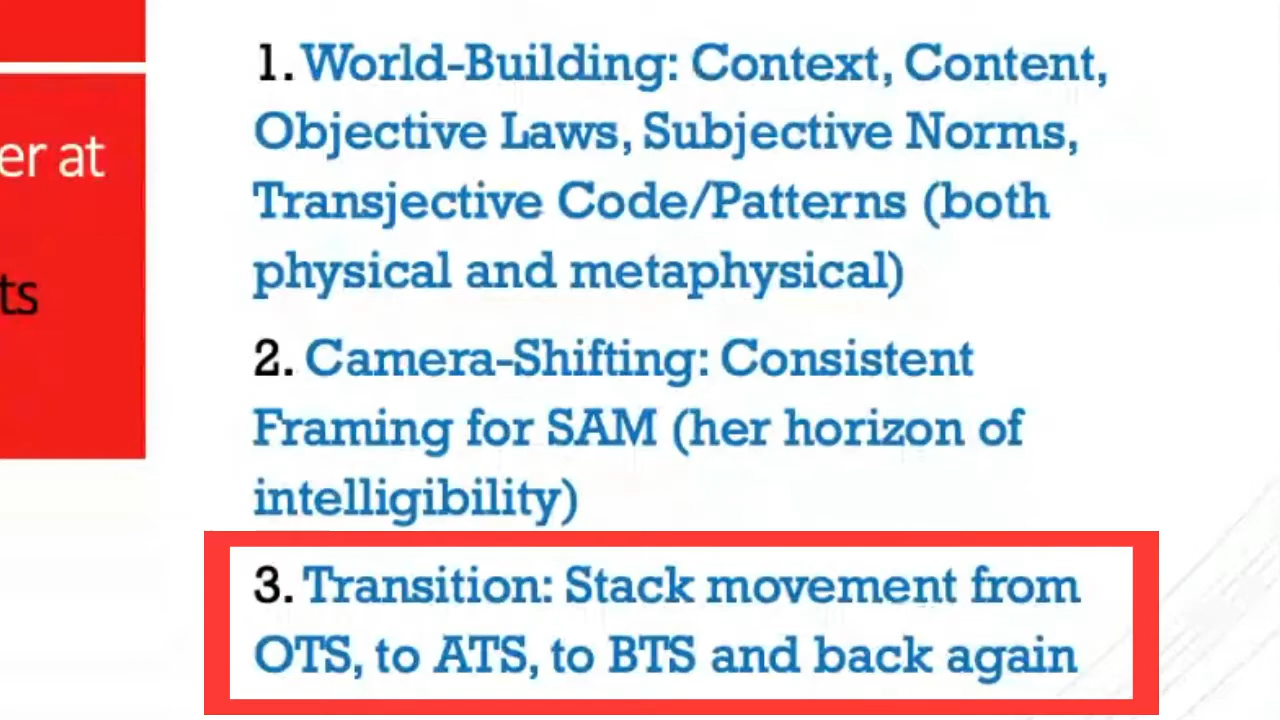 er at
ts
1. World-Building: Context, Content,
Objective Laws, Subjective Norms,
Transjective Code/Patterns (both
physical and metaphysical)
2. Camera-Shifting: Consistent
Framing for SAM (her horizon of
intelligibility)
3. Transition: Stack movement from
OTS, to ATS, to BTS and back again